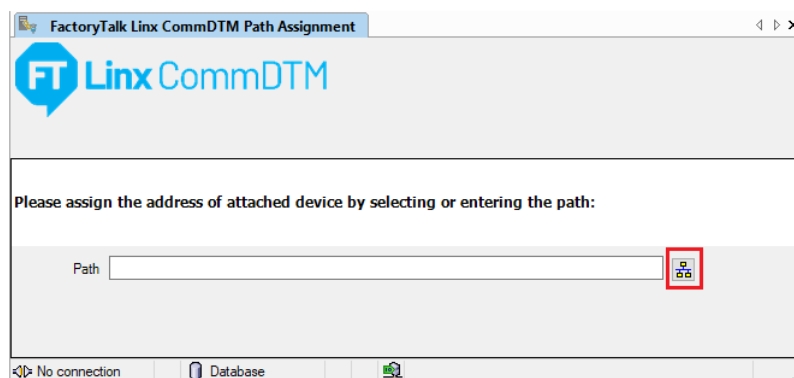 FactoryTalk Linx CommDTM Path Assignment
FT Linx CommDTM
Please assign the address of attached device by selecting or entering the path:
Path
No connection Database